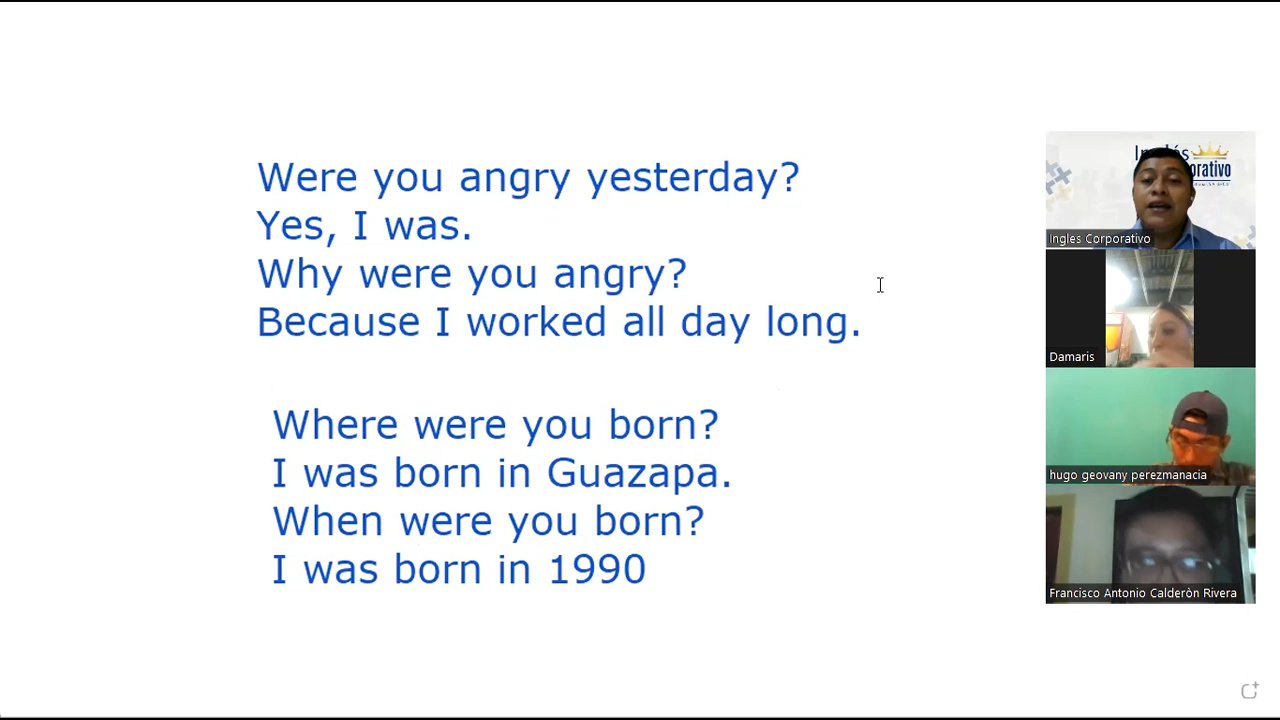 Were you angry yesterday?
Yes, I was.
Why were you angry?
Because I worked all day long.
Where were you born?
I was born in Guazapa.
When were you born?
I was born in 1990
Ingles Corporativo
Damaris
hugo geovany perezmanacia
Francisco Antonio Calderòn Rivera